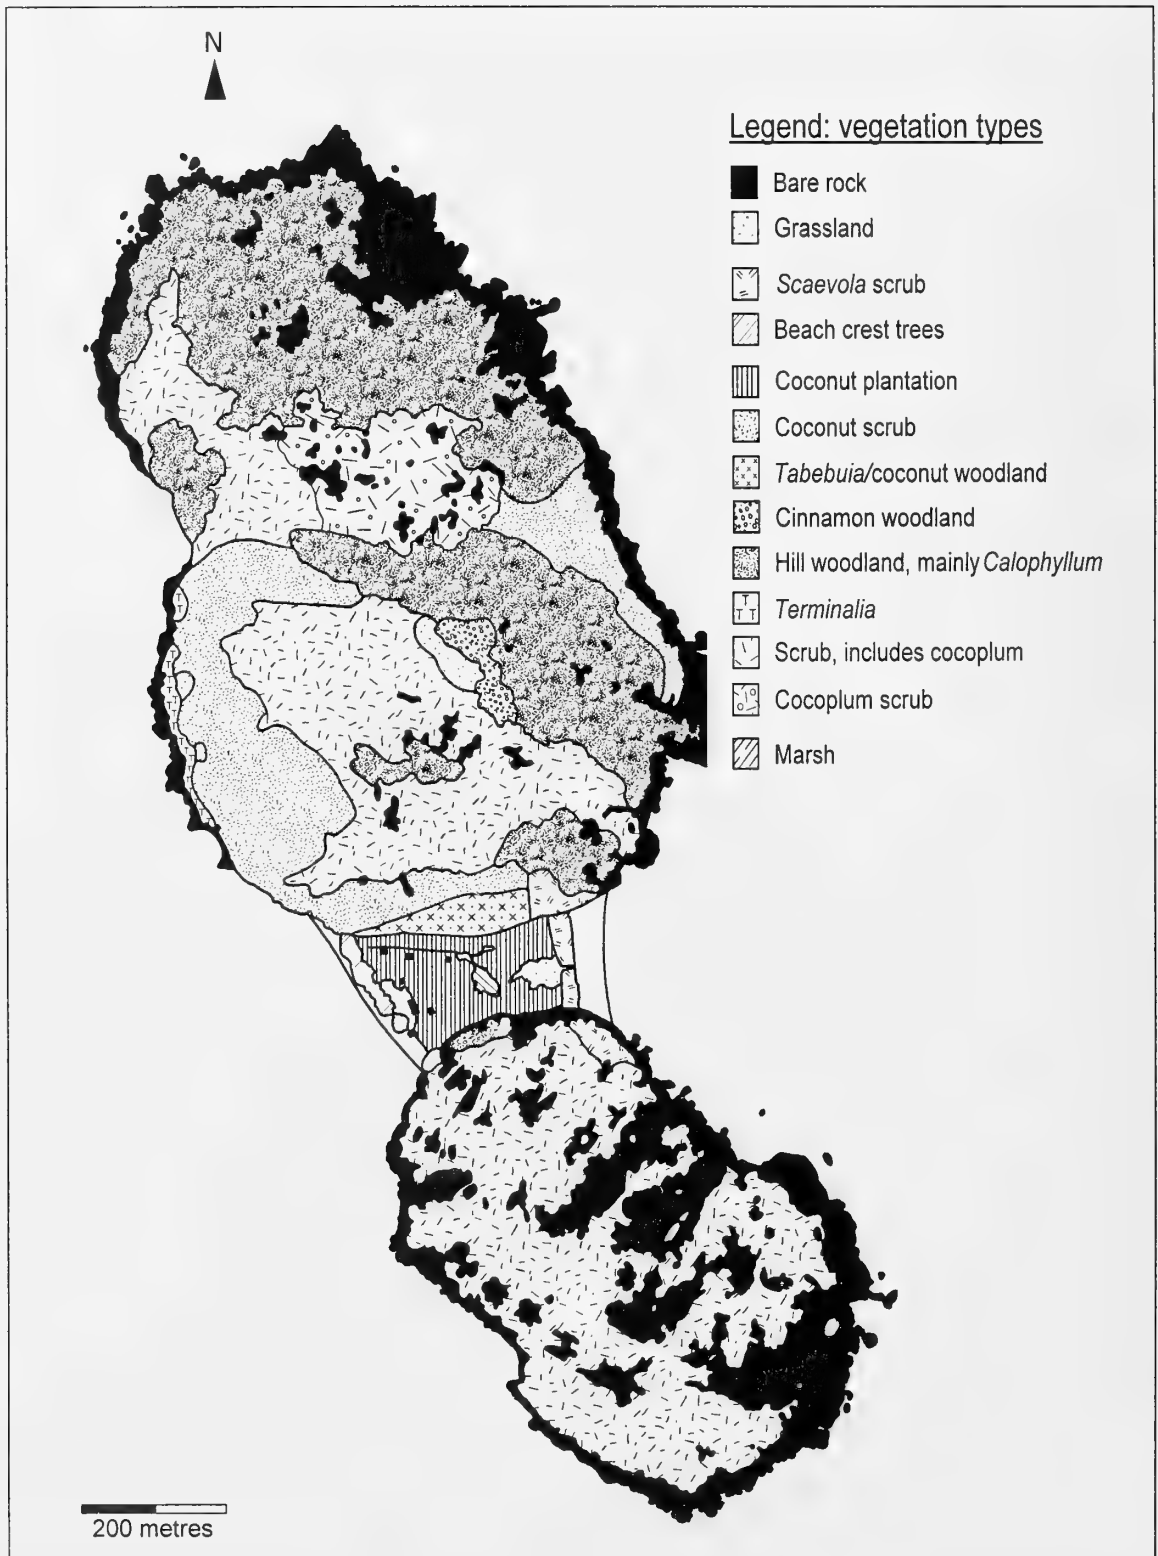 N
Legend: vegetation types
Bare rock
Grassland
Scaevola scrub
Beach crest trees
Coconut plantation
Coconut scrub
Tabebuia/coconut woodland
Cinnamon woodland
Hill woodland, mainly Calophyllum
Terminalia
Scrub, includes cocoplum
Cocoplum scrub
Marsh
200 metres